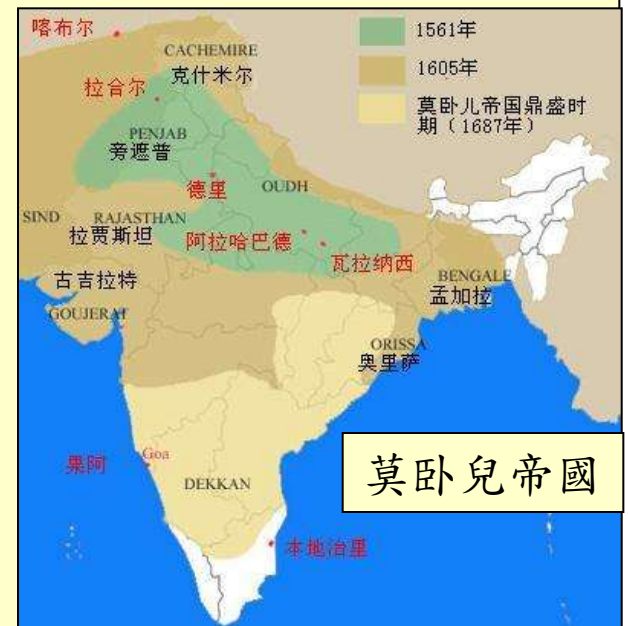 喀布尔
CACHEMIRE
克什米尔
拉合尔
PENJAB
旁遮普
德里
OUDH
SIND
RAJASTHAN
拉贾斯坦
阿拉哈巴德
瓦拉纳西
古吉拉特
GOUJERAT
BENGALE
孟加拉
ORISSA
奥里萨
果阿
Goa
DEKKAN
本地治里
1561年
1605年
莫卧儿帝国鼎盛时
期（1687年）
莫卧兒帝國